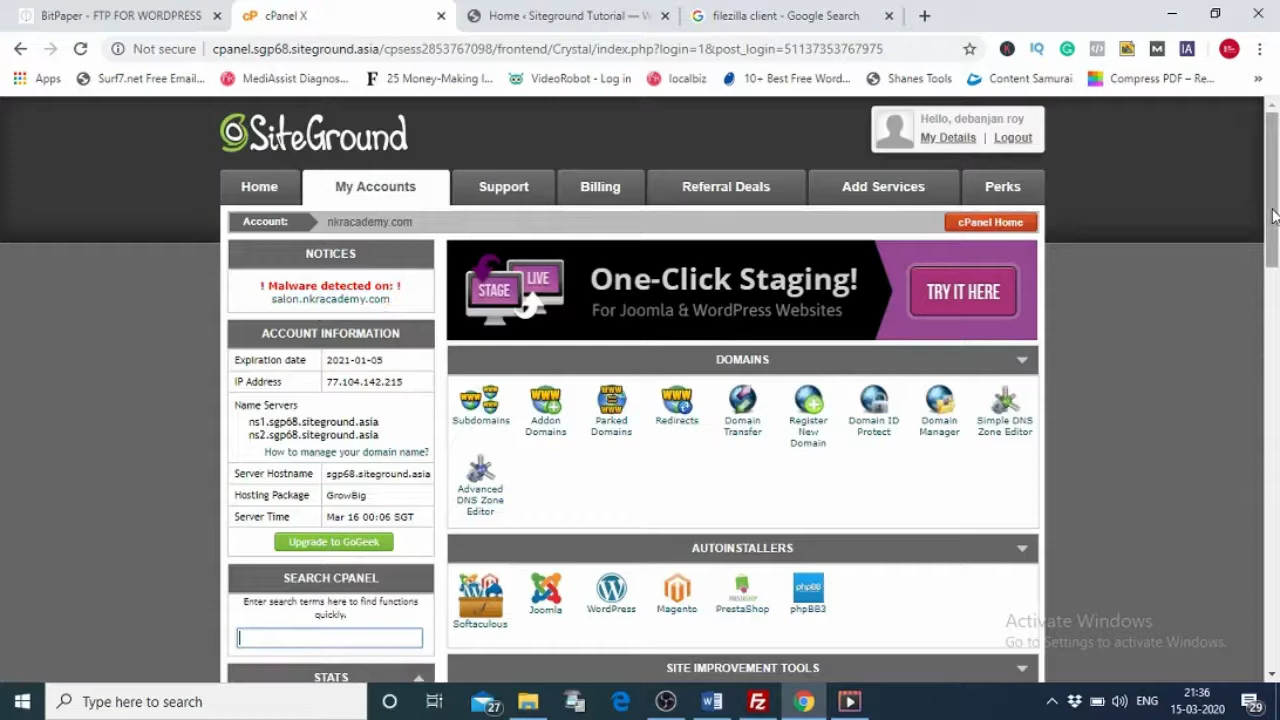 BitPaper - FTP FOR WORDPRESS
cPanel X
Home ‹ Siteground Tutorial — W
filezilla client - Google Search
Not secure
cpanel.sgp68.siteground.asia/cpsess2853767098/frontend/Crystal/index.php?login=1&post_login=51137353767975
Apps
Surf7.net Free Email...
MediAssist Diagnos...
25 Money-Making I...
VideoRobot - Log in
localbiz
10+ Best Free Word...
Shanes Tools
Content Samurai
Compress PDF – Re...
SiteGround
Hello, debanjan roy
My Details | Logout
Home
My Accounts
Support
Billing
Referral Deals
Add Services
Perks
Account:
nkracademy.com
cPanel Home
NOTICES
! Malware detected on: !
salon.nkracademy.com
ACCOUNT INFORMATION
Expiration date 2021-01-05
IP Address 77.104.142.215
Name Servers
ns1.sgp68.siteground.asia
ns2.sgp68.siteground.asia
How to manage your domain name?
Server Hostname sgp68.siteground.asia
Hosting Package GrowBig
Server Time Mar 16 00:06 SGT
Upgrade to GoGeek
SEARCH CPANEL
Enter search terms here to find functions
quickly.
STATS
STAGE
LIVE
One-Click Staging!
For Joomla & WordPress Websites
TRY IT HERE
DOMAINS
Subdomains
Addon
Domains
Parked
Domains
Redirects
Domain
Transfer
Register
New
Domain
Domain ID
Protect
Domain
Manager
Simple DNS
Zone Editor
Advanced
DNS Zone
Editor
AUTOINSTALLERS
Softaculous
Joomla
WordPress
Magento
PrestaShop
phpBB3
SITE IMPROVEMENT TOOLS
Activate Windows
Go to Settings to activate Windows.
Type here to search
27
ENG
21:36
15-03-2020
29